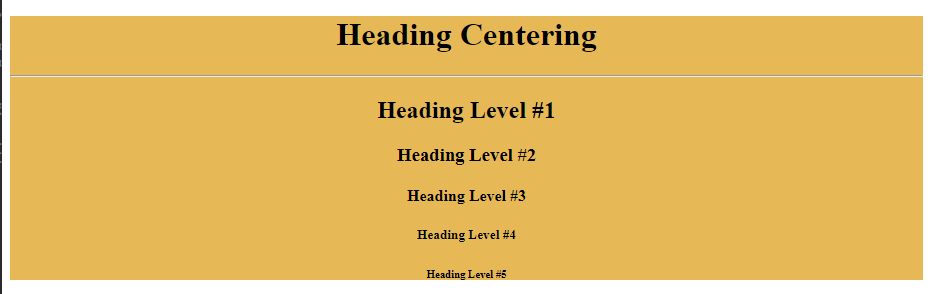 Heading Centering
Heading Level #1
Heading Level #2
Heading Level #3
Heading Level #4
Heading Level #5